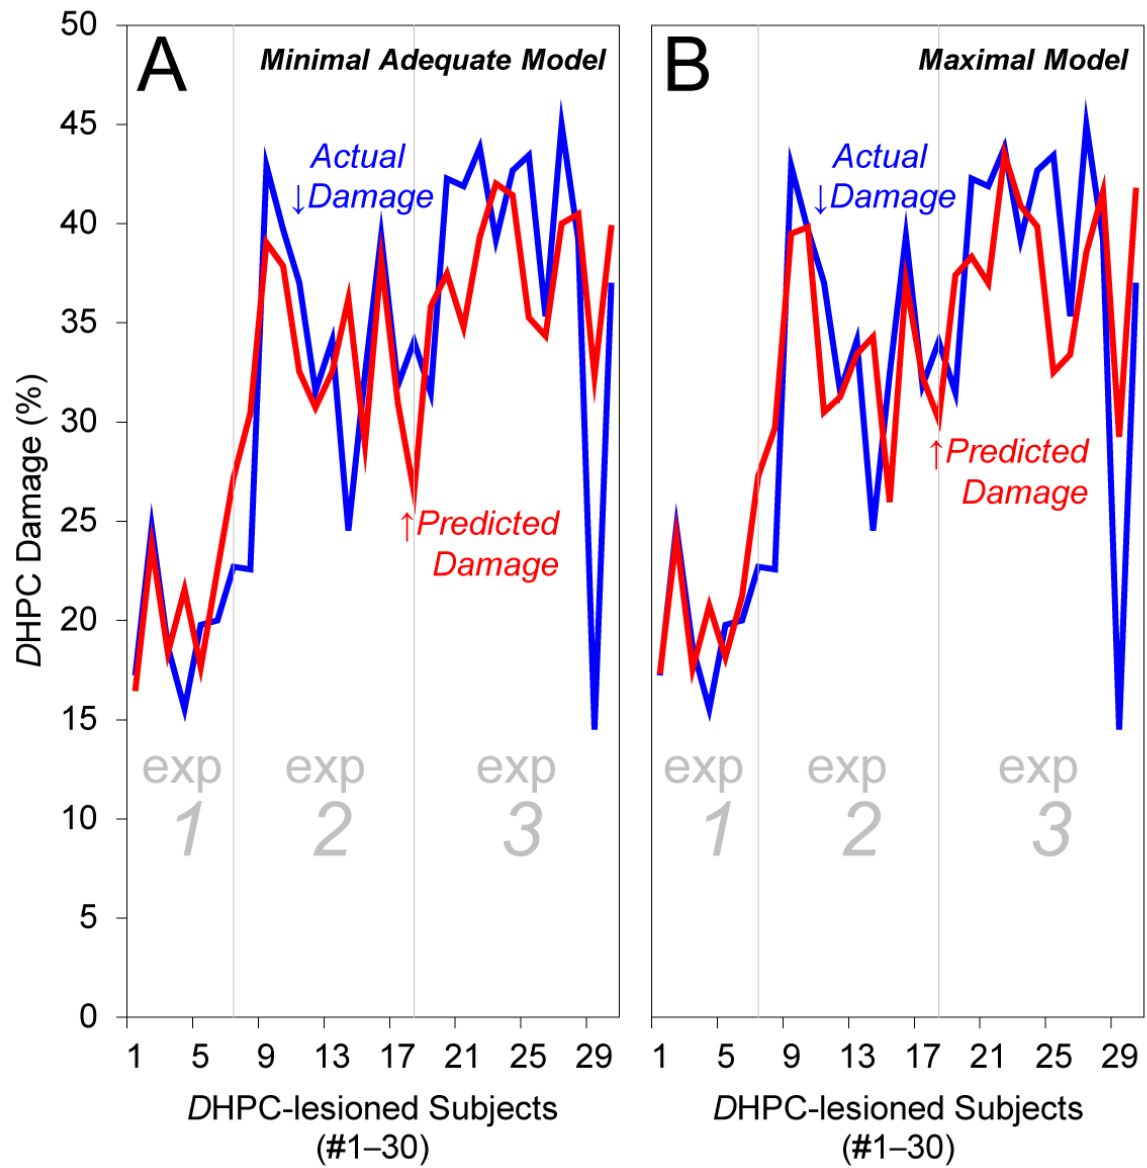 50
45
40
35
30
25
20
15
10
5
0
DHPC Damage (%)
A
Minimal Adequate Model
Actual
↓Damage
↑Predicted
Damage
exp
1
exp
2
exp
3
1 5 9 13 17 21 25 29
DHPC-lesioned Subjects
(#1–30)
B
Maximal Model
Actual
↓Damage
↑Predicted
Damage
exp
1
exp
2
exp
3
1 5 9 13 17 21 25 29
DHPC-lesioned Subjects
(#1–30)